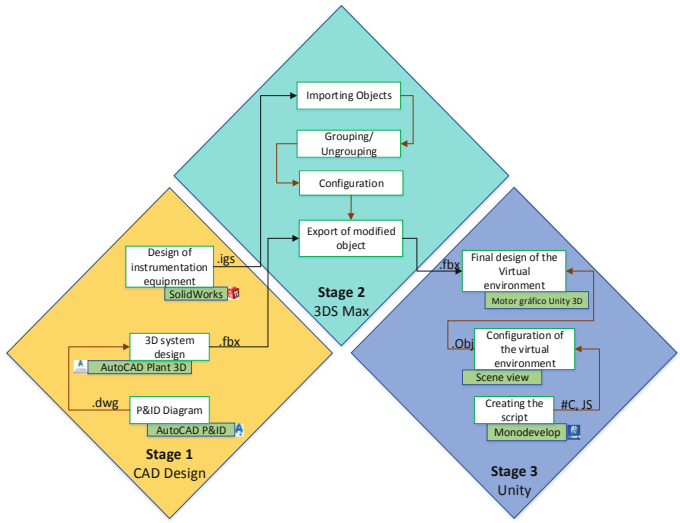 Importing Objects
Grouping/
Ungrouping
Configuration
Export of modified
object
Stage 2
3DS Max
Design of
instrumentation
equipment
.igs
SolidWorks
3D system
design
.fbx
AutoCAD Plant 3D
.dwg
P&ID Diagram
AutoCAD P&ID
Stage 1
CAD Design
.fbx
Final design of the
Virtual
environment
Motor gráfico Unity 3D
.Obj
Configuration of
the virtual
environment
Scene view
Creating the
script
#C, JS
Monodevelop
Stage 3
Unity